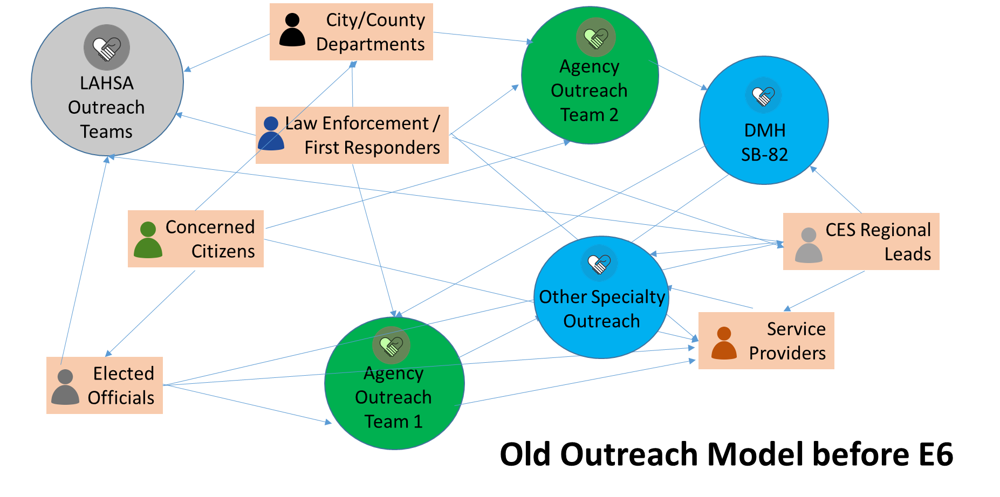 City/County
Departments
LAHSA
Outreach
Teams
Agency
Outreach
Team 2
Law Enforcement /
First Responders
DMH
SB-82
Concerned
Citizens
CES Regional
Leads
Other Specialty
Outreach
Service
Providers
Elected
Officials
Agency
Outreach
Team 1
Old Outreach Model before E6